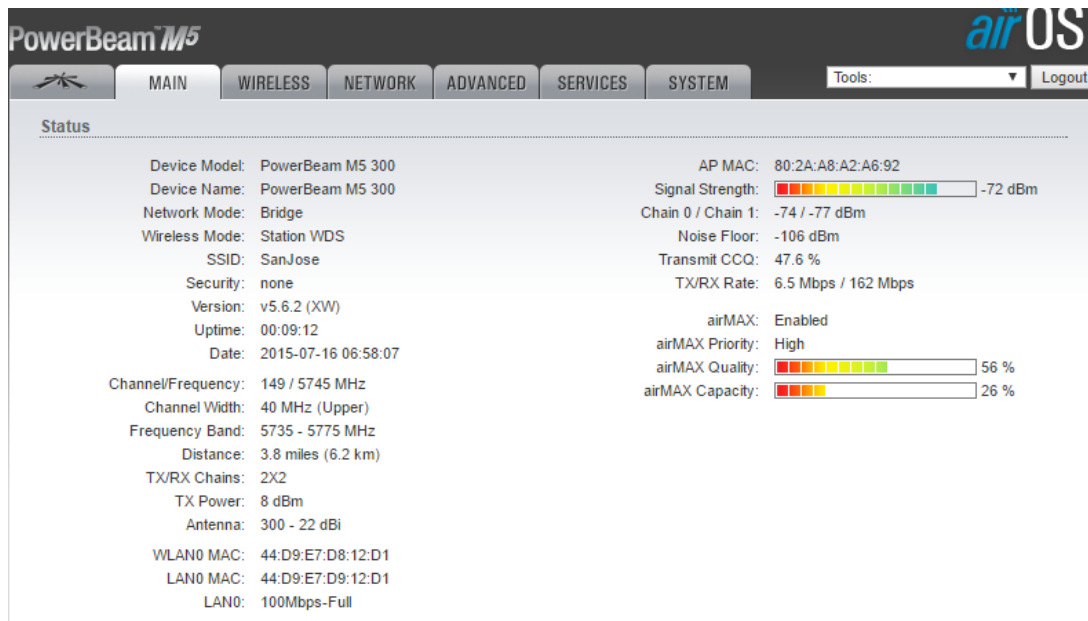 PowerBeam™M5
airOS
MAIN
WIRELESS
NETWORK
ADVANCED
SERVICES
SYSTEM
Tools:
Logout
Status
Device Model: PowerBeam M5 300
Device Name: PowerBeam M5 300
Network Mode: Bridge
Wireless Mode: Station WDS
SSID: SanJose
Security: none
Version: v5.6.2 (XW)
Uptime: 00:09:12
Date: 2015-07-16 06:58:07
Channel/Frequency: 149 / 5745 MHz
Channel Width: 40 MHz (Upper)
Frequency Band: 5735 - 5775 MHz
Distance: 3.8 miles (6.2 km)
TX/RX Chains: 2X2
TX Power: 8 dBm
Antenna: 300 - 22 dBi
WLAN0 MAC: 44:D9:E7:D8:12:D1
LAN0 MAC: 44:D9:E7:D9:12:D1
LAN0: 100Mbps-Full
AP MAC: 80:2A:A8:A2:A6:92
Signal Strength: -72 dBm
Chain 0 / Chain 1: -74 / -77 dBm
Noise Floor: -106 dBm
Transmit CCQ: 47.6 %
TX/RX Rate: 6.5 Mbps / 162 Mbps
airMAX: Enabled
airMAX Priority: High
airMAX Quality: 56 %
airMAX Capacity: 26 %